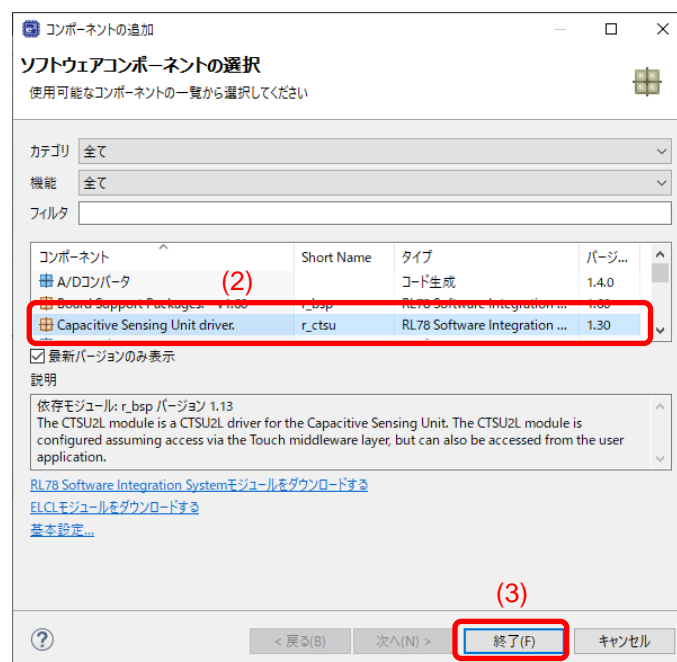 コンポーネントの追加
ソフトウェアコンポーネントの選択
使用可能なコンポーネントの一覧から選択してください
カテゴリ 全て
機能 全て
フィルタ
コンポーネント Short Name タイプ バージ...
A/Dコンバータ コード生成 1.4.0
(2)
Board Support Packages. - v1.60 r_bsp RL78 Software Integration ... 1.60
Capacitive Sensing Unit driver. r_ctsu RL78 Software Integration ... 1.30
最新バージョンのみ表示
説明
依存モジュール: r_bsp バージョン 1.13
The CTSU2L module is a CTSU2L driver for the Capacitive Sensing Unit. The CTSU2L module is
configured assuming access via the Touch middleware layer, but can also be accessed from the user
application.
RL78 Software Integration Systemモジュールをダウンロードする
ELCLモジュールをダウンロードする
基本設定...
(3)
< 戻る(B) 次へ(N) > 終了(F) キャンセル